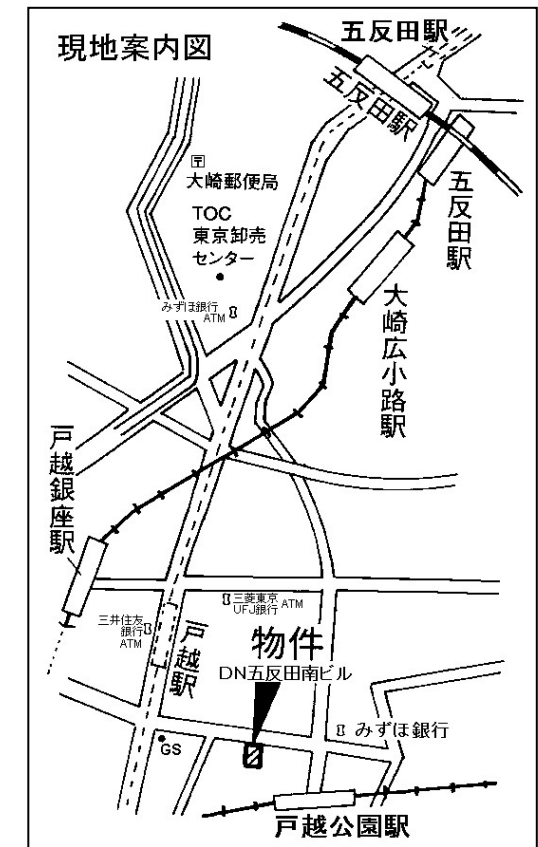 現地案内図
五反田駅
五反田駅
五反田駅
〒
大崎郵便局
TOC
東京卸売
センター
みずほ銀行
ATM
大崎広小路駅
戸越銀座駅
三菱東京
UFJ銀行
ATM
三井住友
銀行
ATM
戸越駅
物件
DN五反田南ビル
みずほ銀行
GS
戸越公園駅